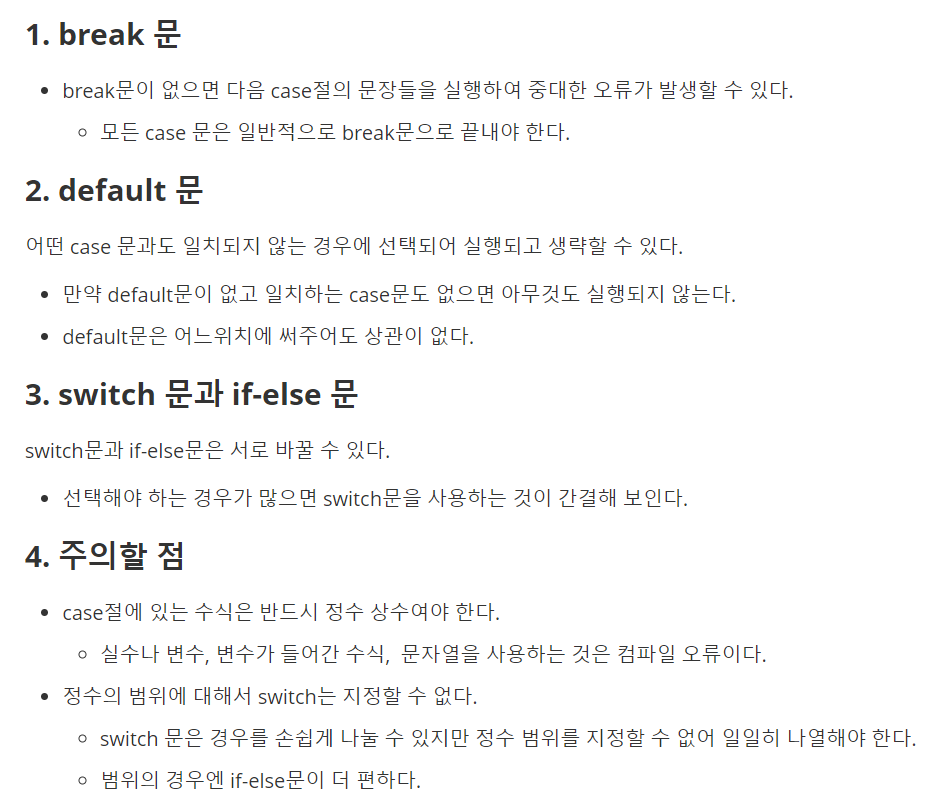 1. break 문
break문이 없으면 다음 case절의 문장들을 실행하여 중대한 오류가 발생할 수 있다.
모든 case 문은 일반적으로 break문으로 끝내야 한다.
2. default 문
어떤 case 문과도 일치되지 않는 경우에 선택되어 실행되고 생략할 수 있다.
만약 default문이 없고 일치하는 case문도 없으면 아무것도 실행되지 않는다.
default문은 어느위치에 써주어도 상관이 없다.
3. switch 문과 if-else 문
switch문과 if-else문은 서로 바꿀 수 있다.
선택해야 하는 경우가 많으면 switch문을 사용하는 것이 간결해 보인다.
4. 주의할 점
case절에 있는 수식은 반드시 정수 상수여야 한다.
실수나 변수, 변수가 들어간 수식, 문자열을 사용하는 것은 컴파일 오류이다.
정수의 범위에 대해서 switch는 지정할 수 없다.
switch 문은 경우를 손쉽게 나눌 수 있지만 정수 범위를 지정할 수 없어 일일히 나열해야 한다.
범위의 경우엔 if-else문이 더 편하다.